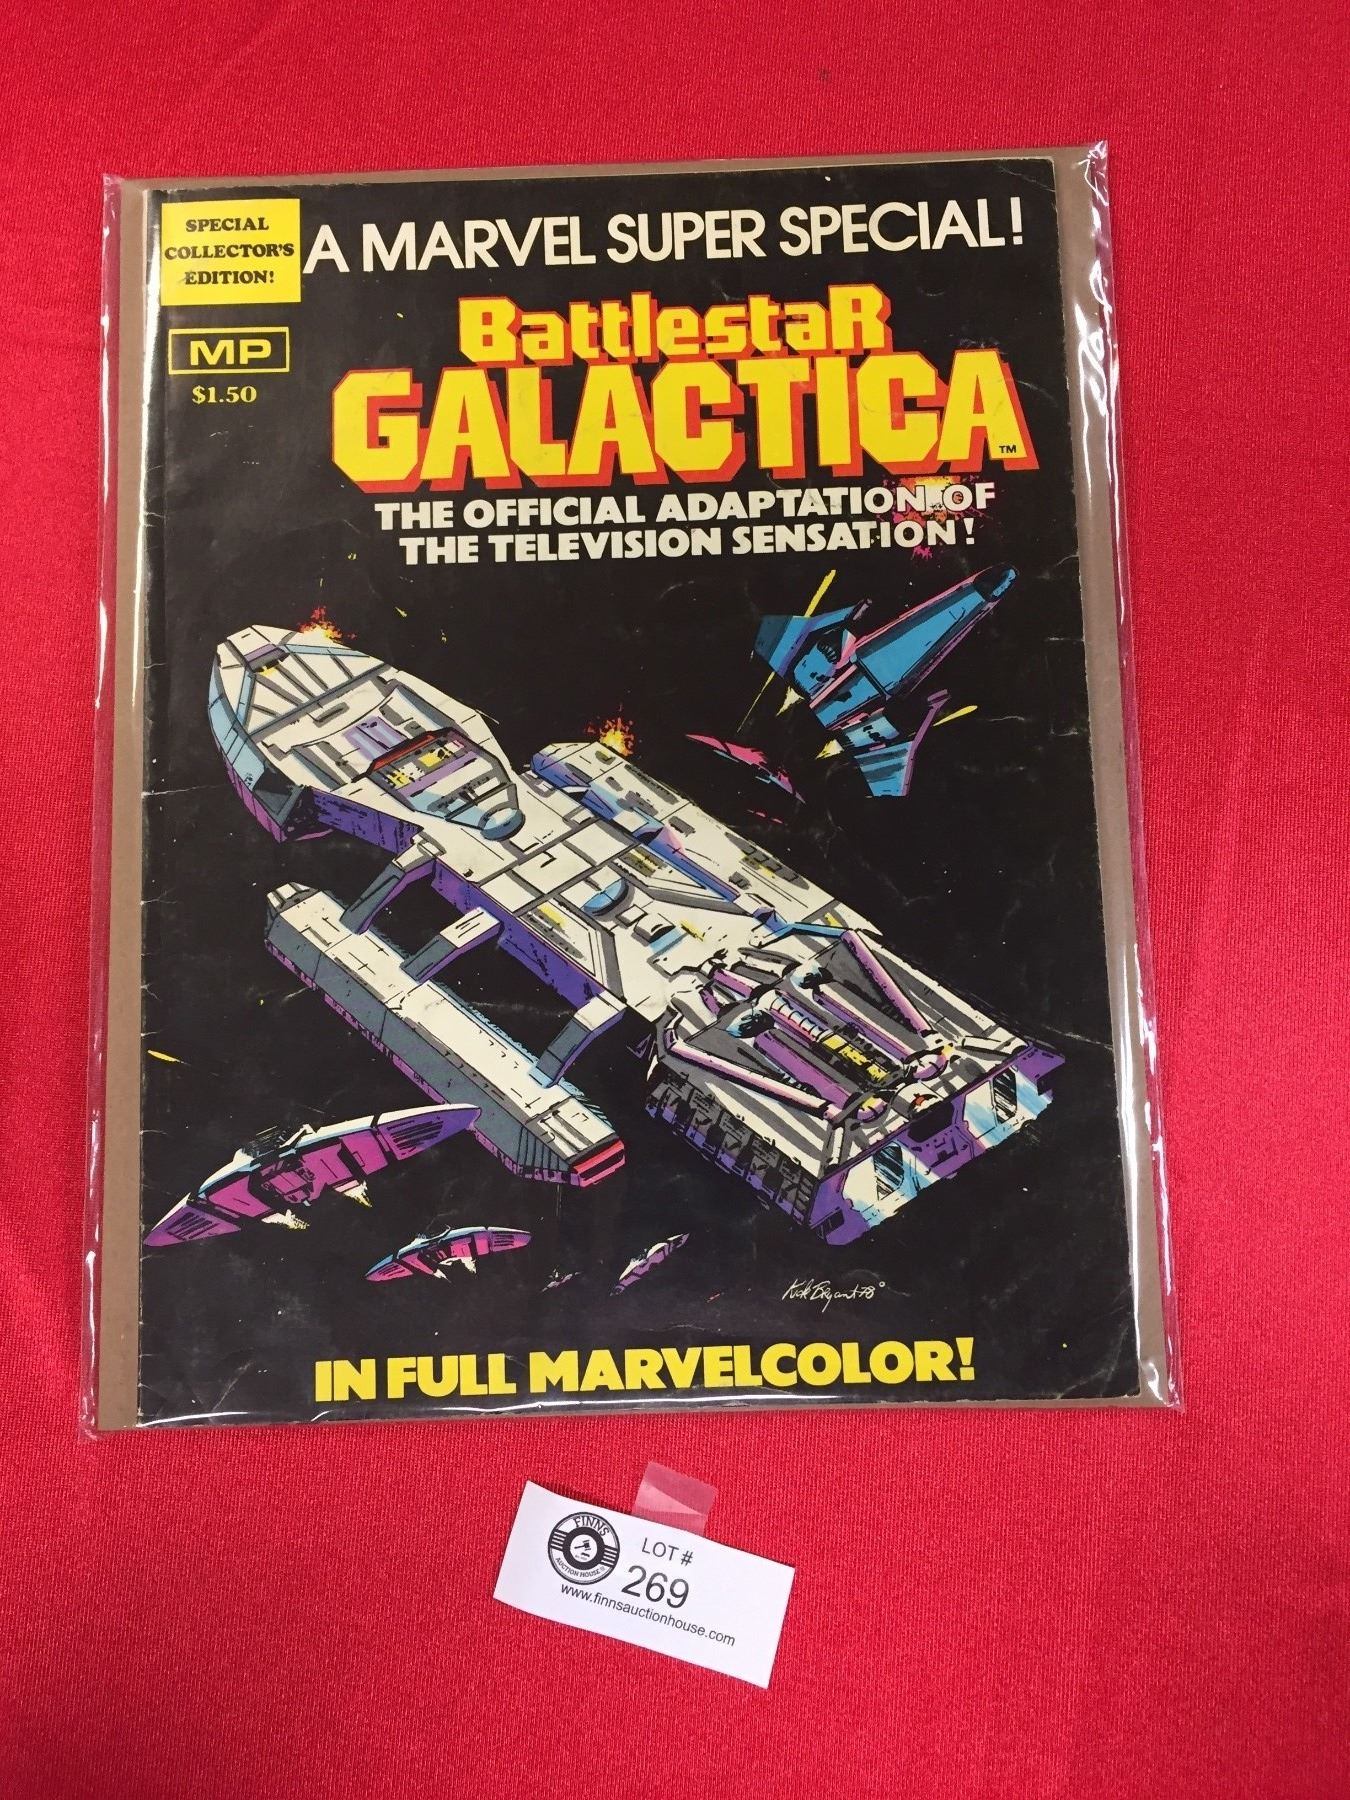 SPECIAL
COLLECTOR'S
EDITION!
A MARVEL SUPER SPECIAL!
MP
$1.50
BattlestaR
GALACTICA
TM
THE OFFICIAL ADAPTATION OF
THE TELEVISION SENSATION!
IN FULL MARVELCOLOR!
FINNS
AUCTION HOUSE
LOT #
269
www.finnsauctionhouse.com